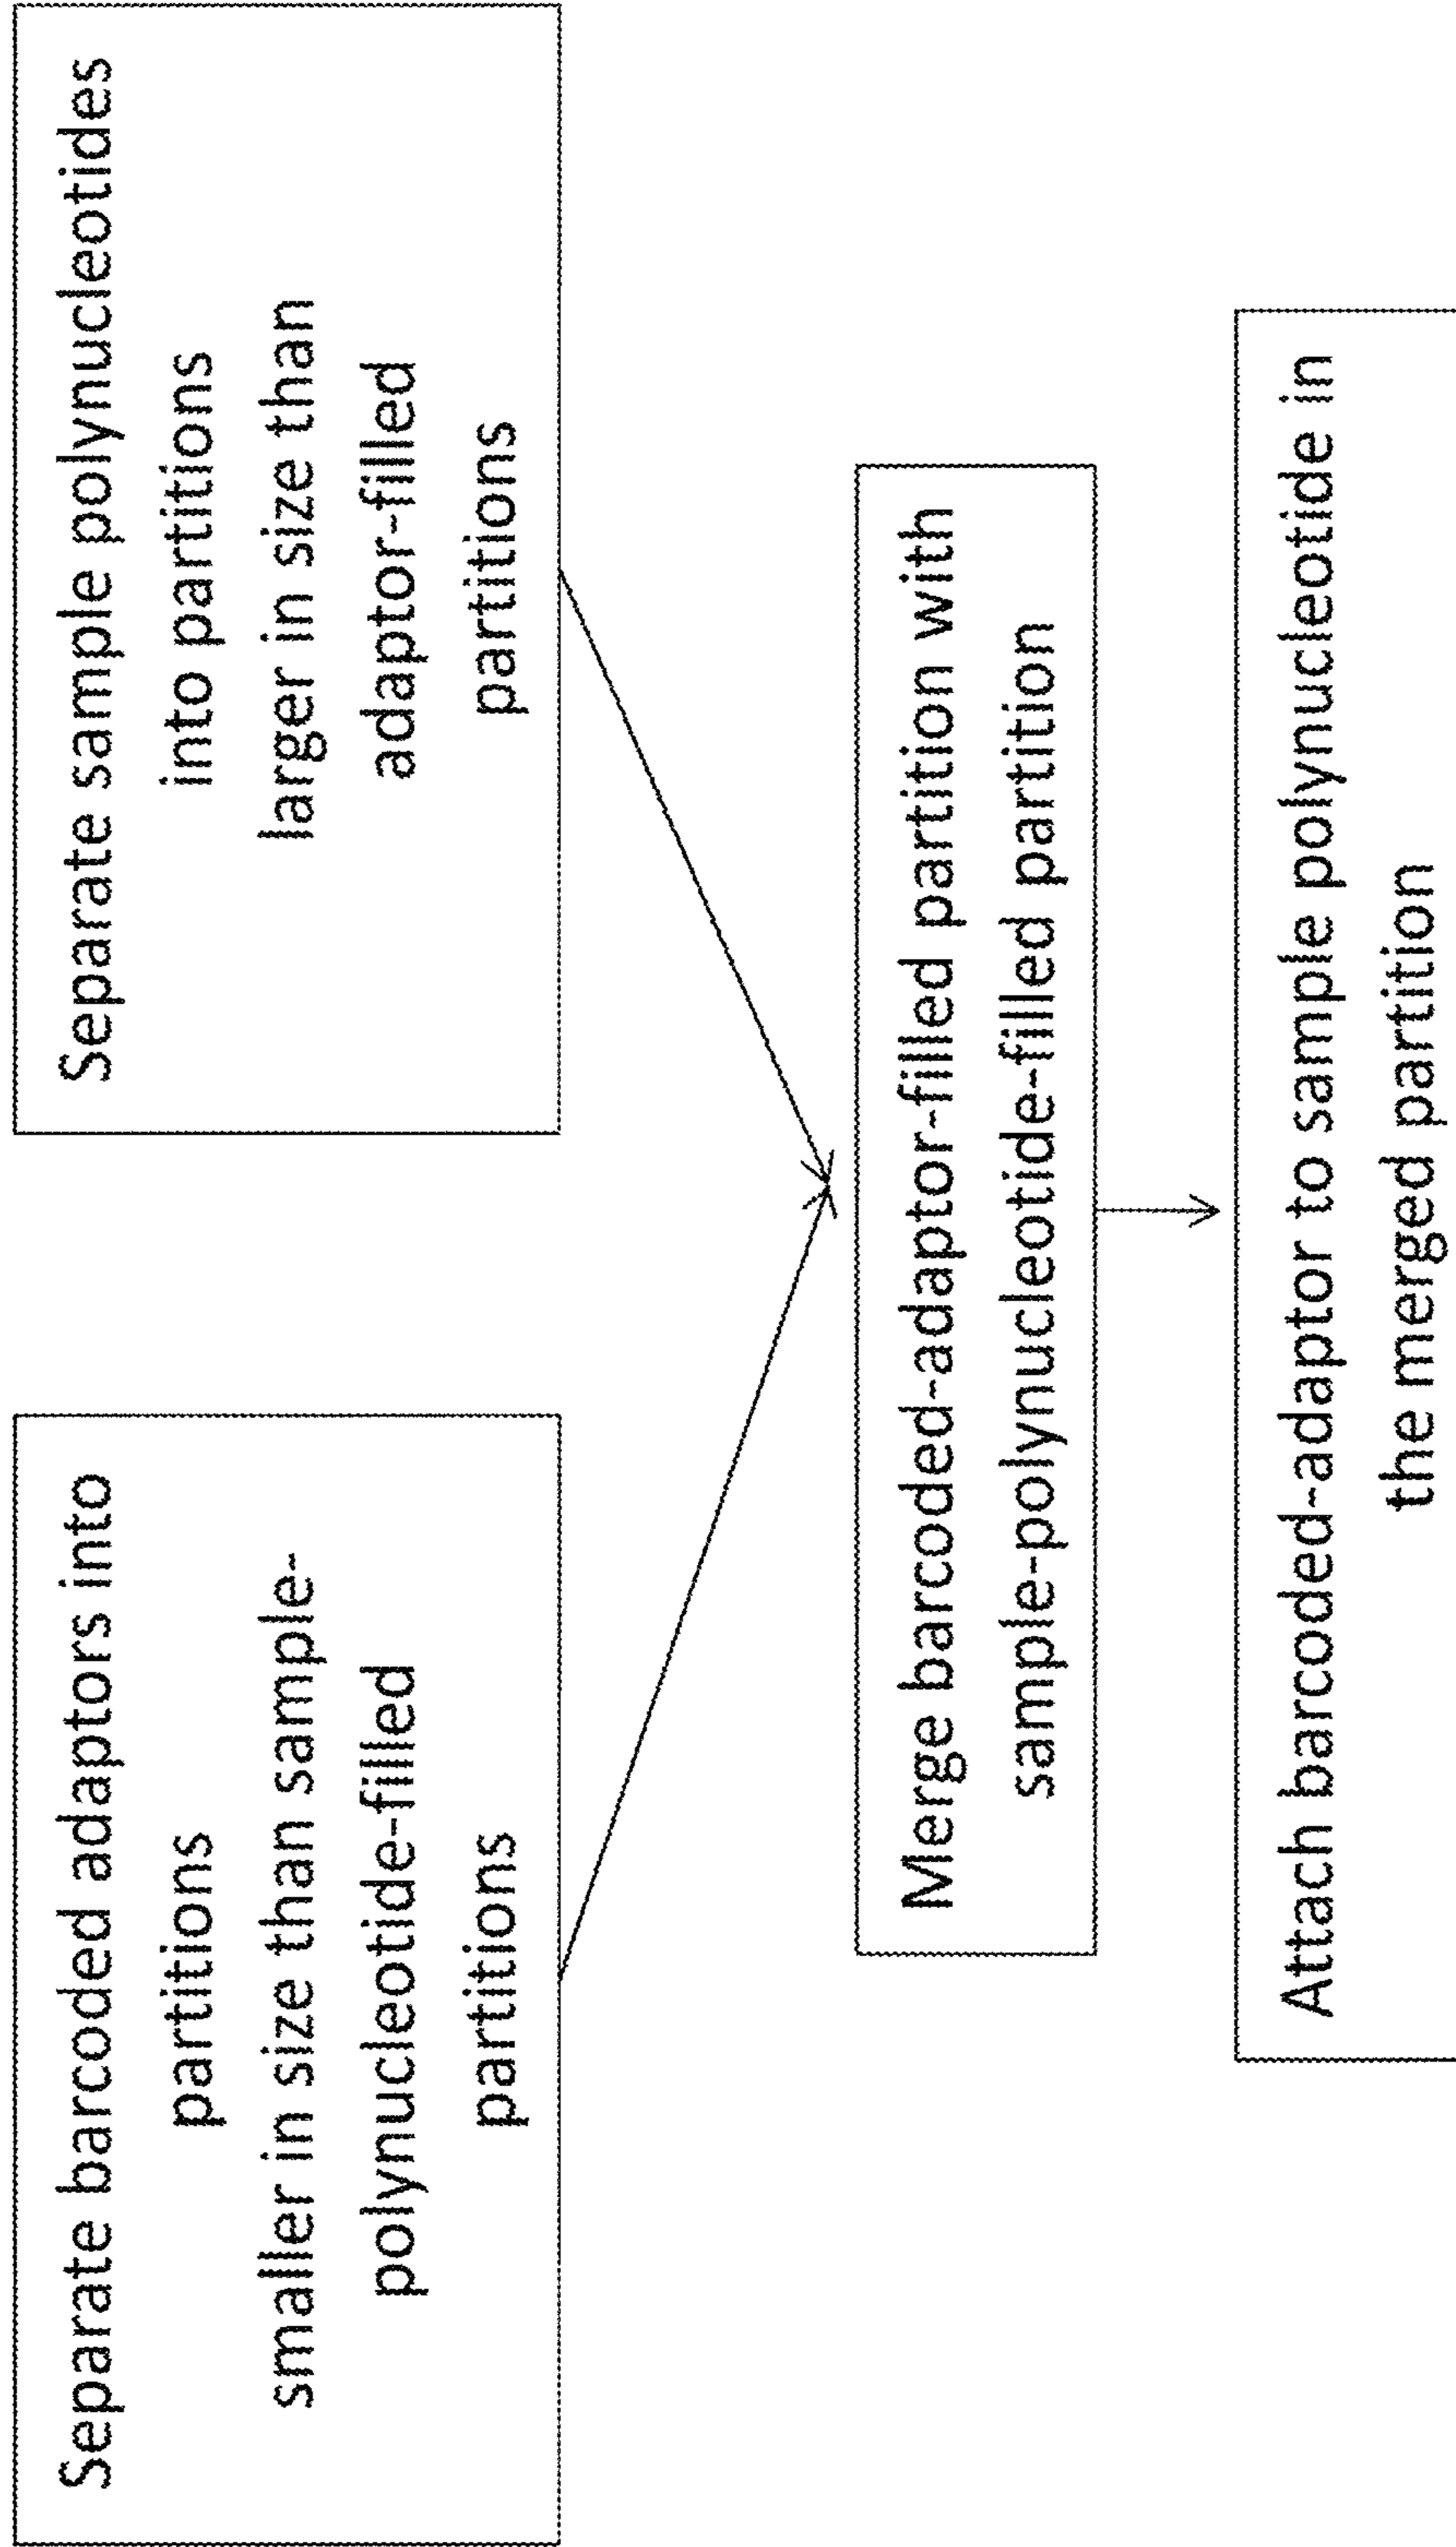 Separate barcoded adaptors into
partitions
smaller in size than sample-
polynucleotide-filled
partitions
Separate sample polynucleotides
into partitions
larger in size than
adaptor-filled
partitions
Merge barcoded-adaptor-filled partition with
sample-polynucleotide-filled partition
Attach barcoded-adaptor to sample polynucleotide in
the merged partition